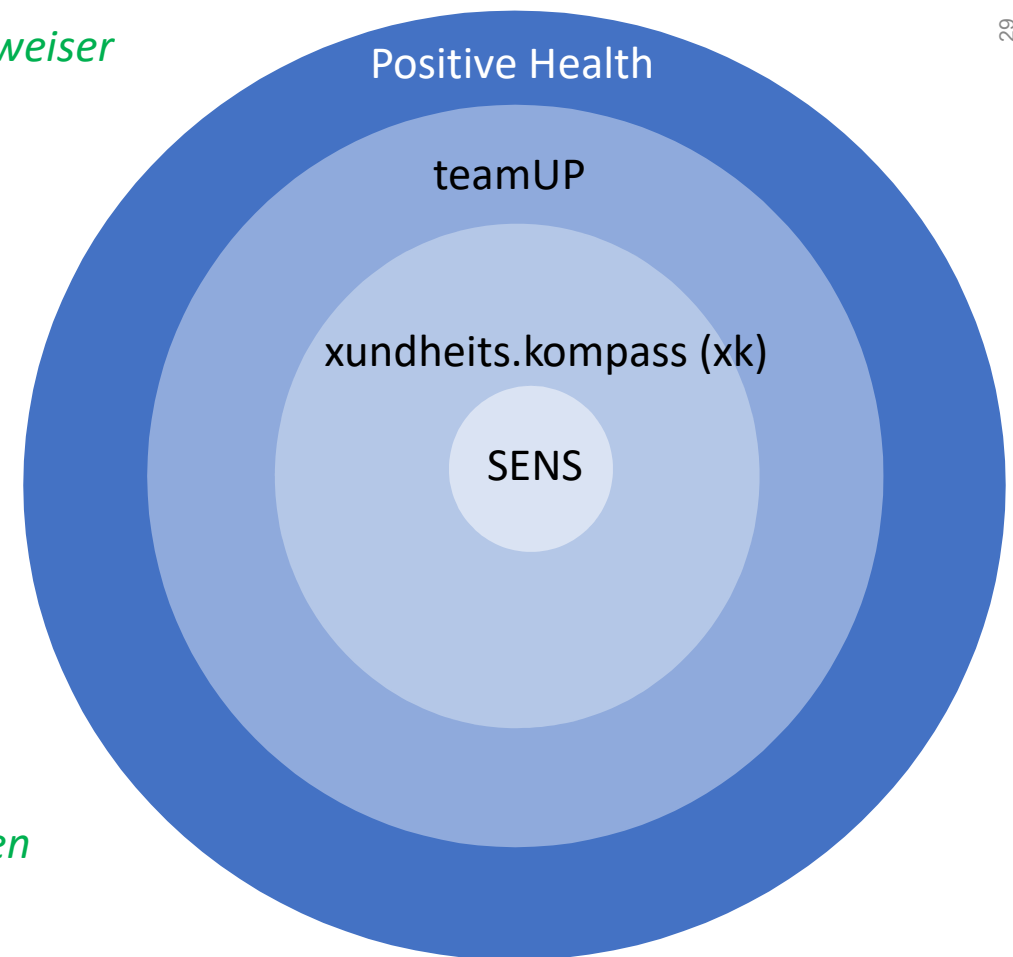 weiser
29
Positive Health
teamUP
xundheits.kompass (xk)
SENS
en